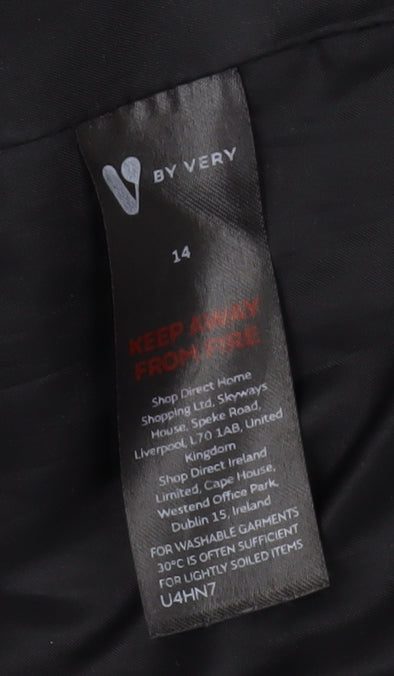 V BY VERY
14
KEEP AWAY
FROM FIRE
Shop Direct Home
Shopping Ltd, Skyways
House, Speke Road,
Liverpool, L70 1AB, United
Kingdom
Shop Direct Ireland
Limited, Cape House,
Westend Office Park,
Dublin 15, Ireland
FOR WASHABLE GARMENTS
30°C IS OFTEN SUFFICIENT
FOR LIGHTLY SOILED ITEMS
U4HN7